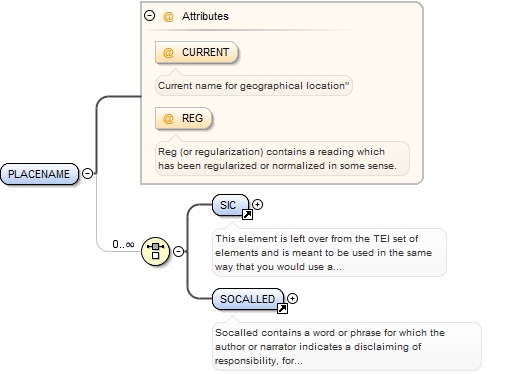 @ Attributes
@ CURRENT
Current name for geographical location"
@ REG
Reg (or regularization) contains a reading which
has been regularized or normalized in some sense.
PLACENAME
0..∞
SIC
This element is left over from the TEI set of
elements and is meant to be used in the same
way that you would use a...
SOCALLED
Socalled contains a word or phrase for which the
author or narrator indicates a disclaiming of
responsibility, for...